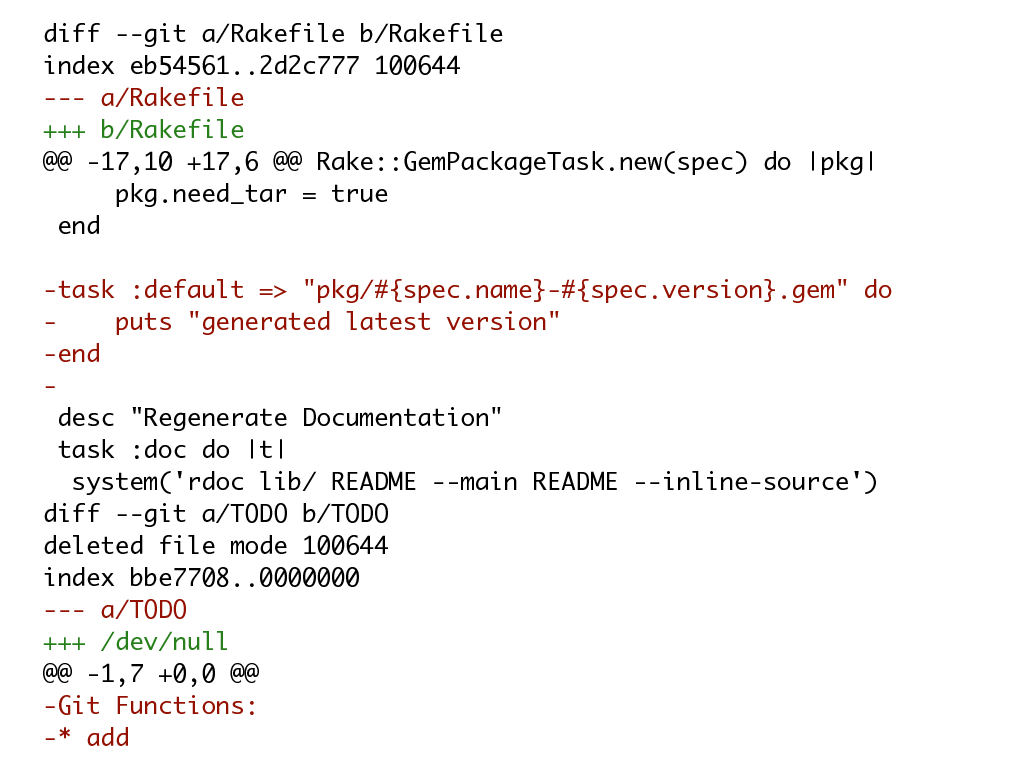 diff --git a/Rakefile b/Rakefile
index eb54561..2d2c777 100644
--- a/Rakefile
+++ b/Rakefile
@@ -17,10 +17,6 @@ Rake::GemPackageTask.new(spec) do |pkg|
     pkg.need_tar = true
 end

-task :default => "pkg/#{spec.name}-#{spec.version}.gem" do
-    puts "generated latest version"
-end
-
 desc "Regenerate Documentation"
 task :doc do |t|
  system('rdoc lib/ README --main README --inline-source')
diff --git a/TODO b/TODO
deleted file mode 100644
index bbe7708..0000000
--- a/TODO
+++ /dev/null
@@ -1,7 +0,0 @@
-Git Functions:
-* add